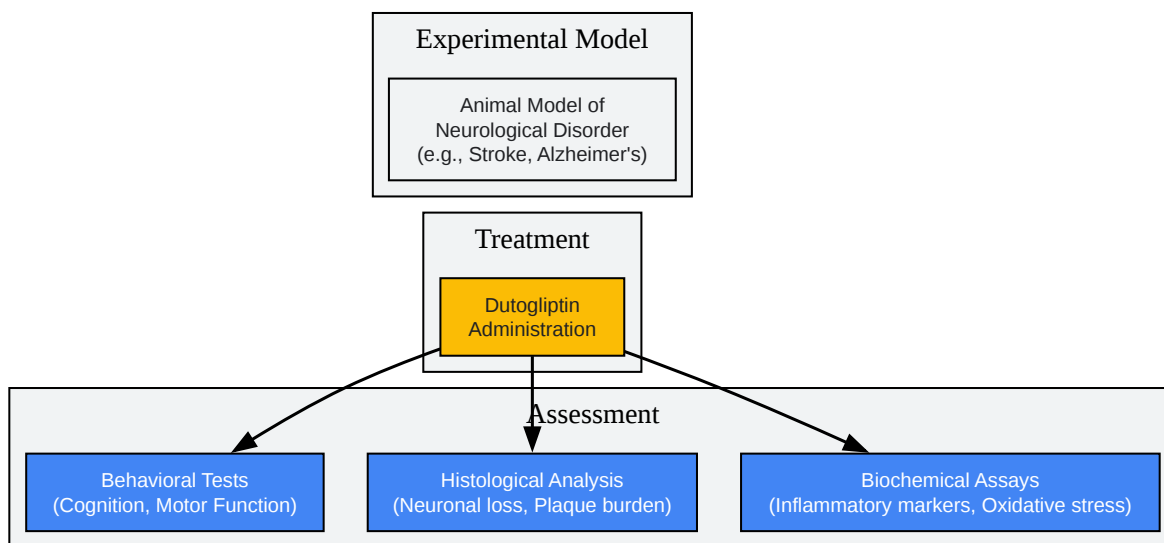 Experimental Model
Animal Model of
Neurological Disorder
(e.g., Stroke, Alzheimer's)
Treatment
Dutogliptin
Administration
Assessment
Behavioral Tests
(Cognition, Motor Function)
Histological Analysis
(Neuronal loss, Plaque burden)
Biochemical Assays
(Inflammatory markers, Oxidative stress)